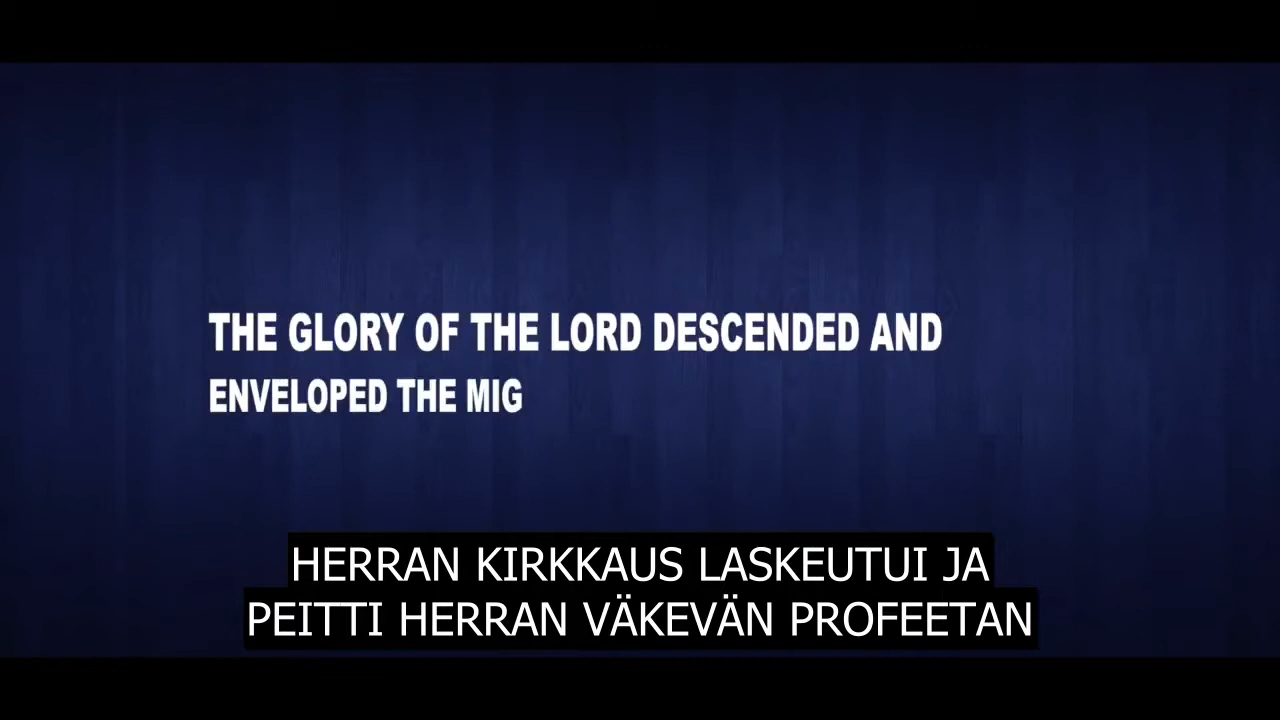 THE GLORY OF THE LORD DESCENDED AND
ENVELOPED THE MIG
HERRAN KIRKKAUS LASKEUTUI JA
PEITTI HERRAN VÄKEVÄN PROFEETAN